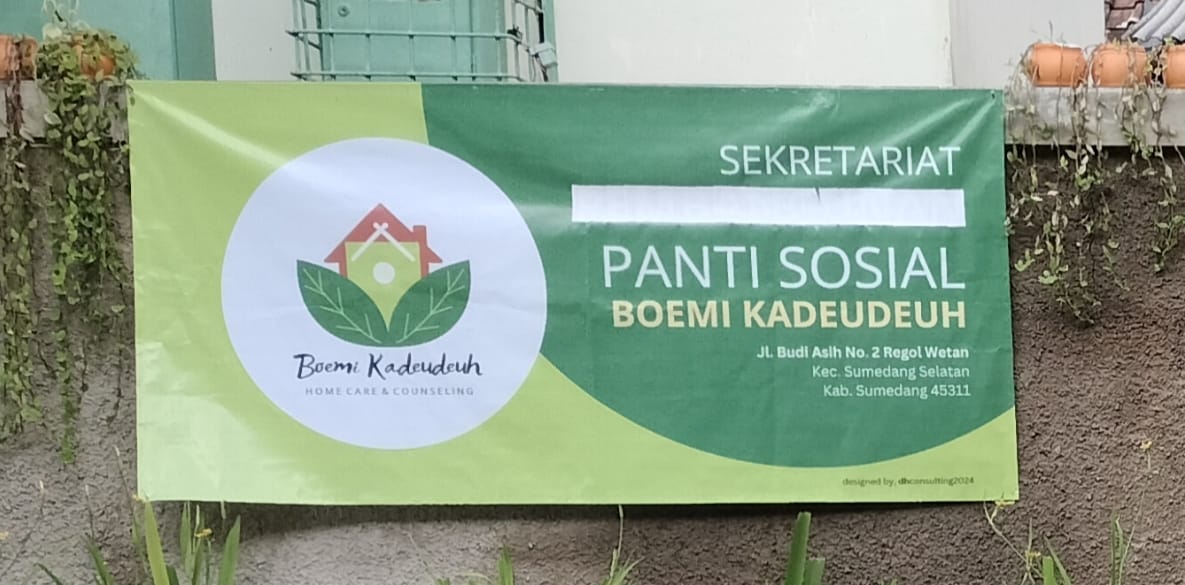 Boemi Kadeudeuh
HOME CARE & COUNSELING
SEKRETARIAT
PANTI SOSIAL
BOEMI KADEUDEUH
Jl. Budi Asih No. 2 Regol Wetan
Kec. Sumedang Selatan
Kab. Sumedang 45311
designed by, dhconsulting2024